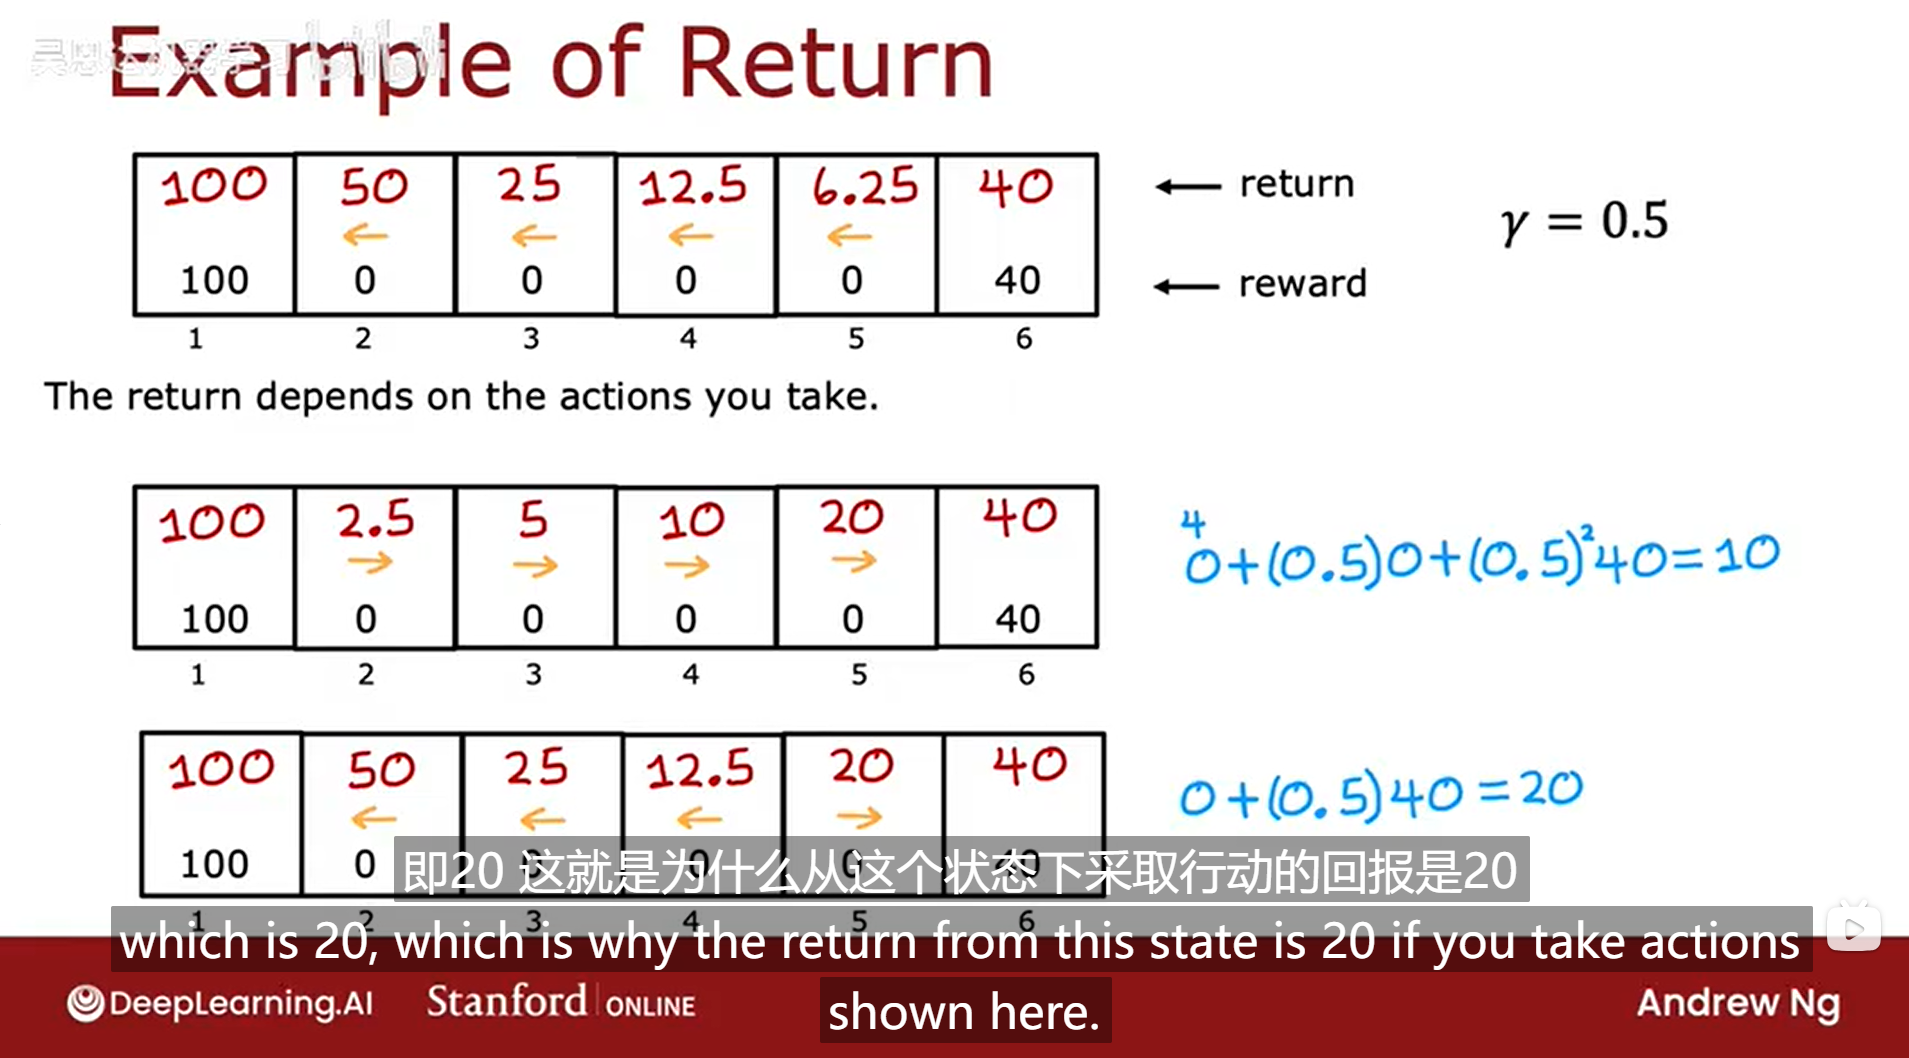 Example of Return
100 50 25 12.5 6.25 40 ← return
← ← ← ←
γ = 0.5
100 0 0 0 0 40 ← reward
1 2 3 4 5 6
The return depends on the actions you take.
100 2.5 5 10 20 40
→ → → →
4
0+(0.5)0+(0.5)²40=10
100 0 0 0 0 40
1 2 3 4 5 6
100 50 25 12.5 20 40
← ← ← →
0+(0.5)40=20
100 0 0 0 0 40
即20 这就是为什么从这个状态下采取行动的回报是20
1 2 3 4 5 6
which is 20, which is why the return from this state is 20 if you take actions
shown here.
DeepLearning.AI Stanford ONLINE Andrew Ng